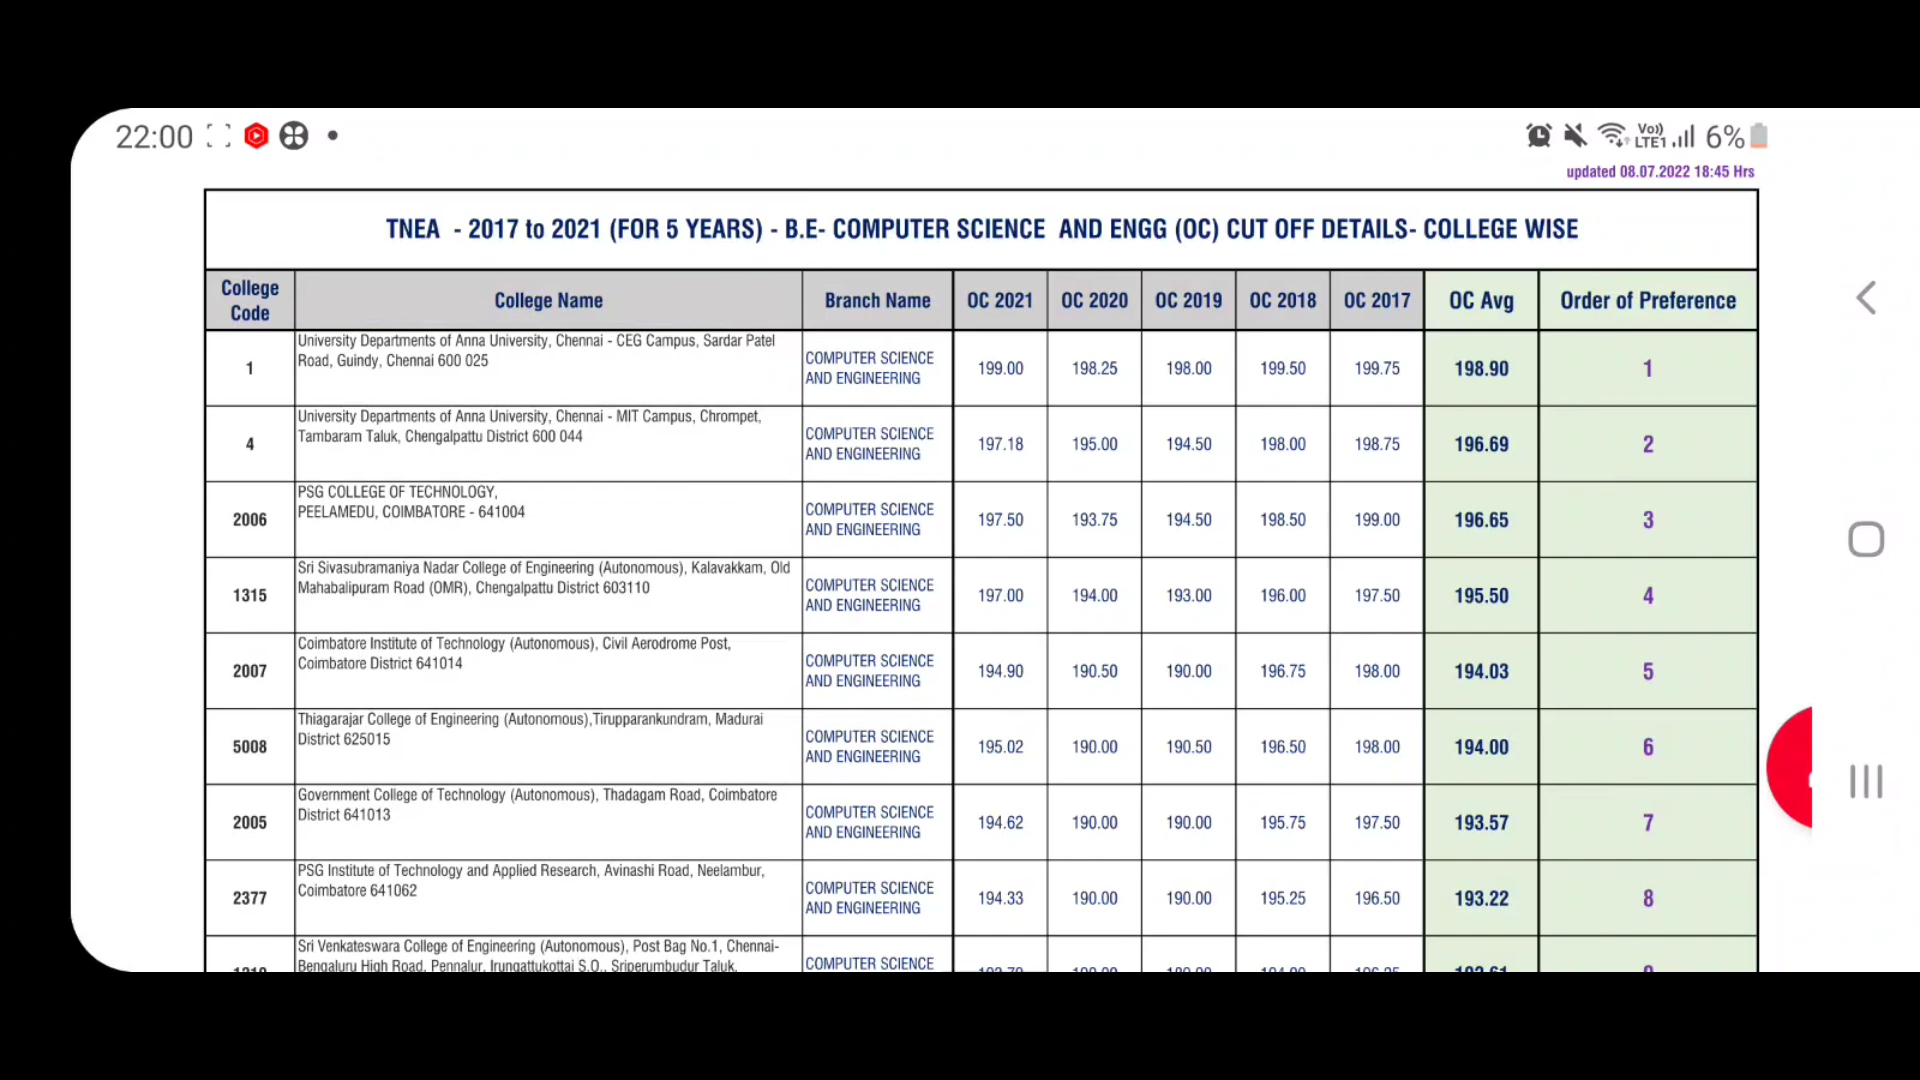 22:00
Vo)) LTE1 6%
updated 08.07.2022 18:45 Hrs
TNEA - 2017 to 2021 (FOR 5 YEARS) - B.E- COMPUTER SCIENCE AND ENGG (OC) CUT OFF DETAILS- COLLEGE WISE
College Code College Name Branch Name OC 2021 OC 2020 OC 2019 OC 2018 OC 2017 OC Avg Order of Preference
University Departments of Anna University, Chennai - CEG Campus, Sardar Patel
Road, Guindy, Chennai 600 025
1 COMPUTER SCIENCE AND ENGINEERING 199.00 198.25 198.00 199.50 199.75 198.90 1
University Departments of Anna University, Chennai - MIT Campus, Chrompet,
Tambaram Taluk, Chengalpattu District 600 044
4 COMPUTER SCIENCE AND ENGINEERING 197.18 195.00 194.50 198.00 198.75 196.69 2
PSG COLLEGE OF TECHNOLOGY,
PEELAMEDU, COIMBATORE - 641004
2006 COMPUTER SCIENCE AND ENGINEERING 197.50 193.75 194.50 198.50 199.00 196.65 3
Sri Sivasubramaniya Nadar College of Engineering (Autonomous), Kalavakkam, Old
Mahabalipuram Road (OMR), Chengalpattu District 603110
1315 COMPUTER SCIENCE AND ENGINEERING 197.00 194.00 193.00 196.00 197.50 195.50 4
Coimbatore Institute of Technology (Autonomous), Civil Aerodrome Post,
Coimbatore District 641014
2007 COMPUTER SCIENCE AND ENGINEERING 194.90 190.50 190.00 196.75 198.00 194.03 5
Thiagarajar College of Engineering (Autonomous),Tirupparankundram, Madurai
District 625015
5008 COMPUTER SCIENCE AND ENGINEERING 195.02 190.00 190.50 196.50 198.00 194.00 6
Government College of Technology (Autonomous), Thadagam Road, Coimbatore
District 641013
2005 COMPUTER SCIENCE AND ENGINEERING 194.62 190.00 190.00 195.75 197.50 193.57 7
PSG Institute of Technology and Applied Research, Avinashi Road, Neelambur,
Coimbatore 641062
2377 COMPUTER SCIENCE AND ENGINEERING 194.33 190.00 190.00 195.25 196.50 193.22 8
Sri Venkateswara College of Engineering (Autonomous), Post Bag No.1, Chennai-
Bengaluru High Road, Pennalur, Irungattukottai S.O., Sriperumbudur Taluk,
COMPUTER SCIENCE